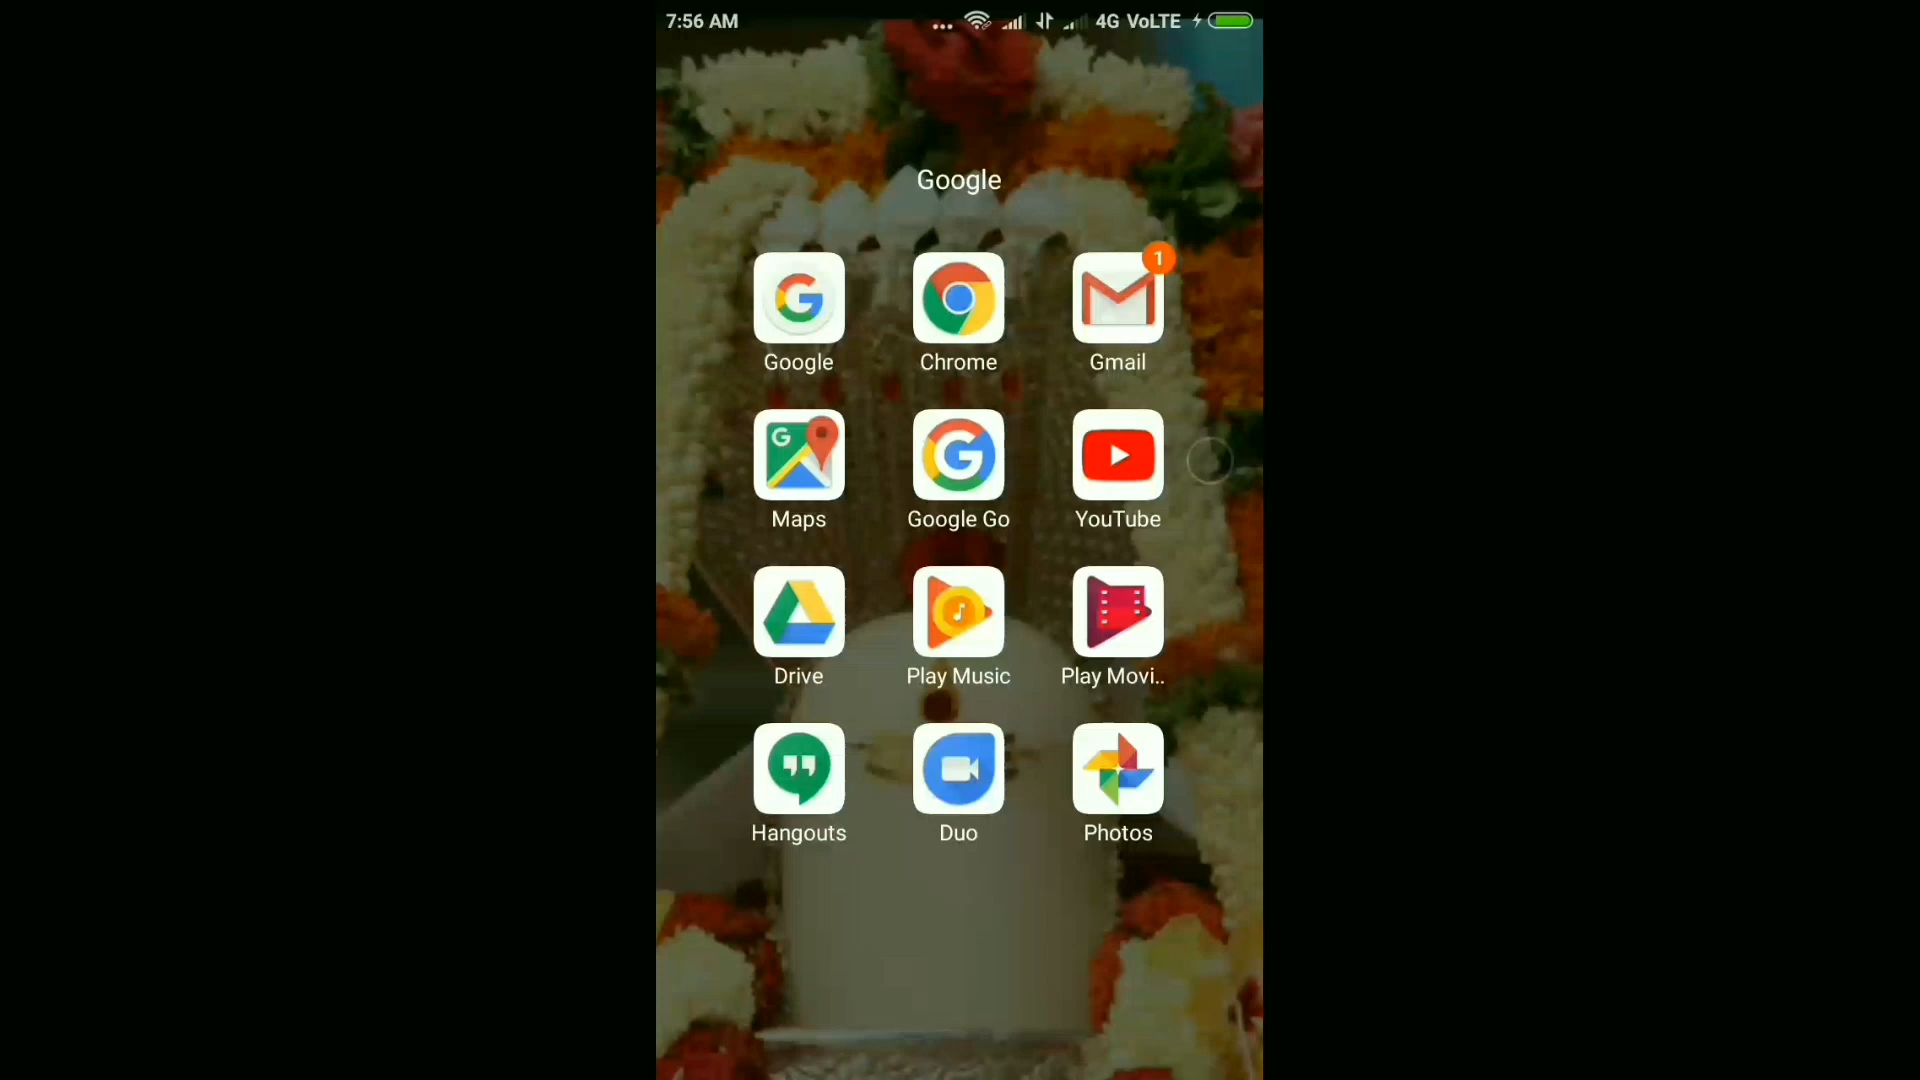 7:56 AM ... 4G VoLTE
Google
1
Google Chrome Gmail
Maps Google Go YouTube
Drive Play Music Play Movi..
Hangouts Duo Photos